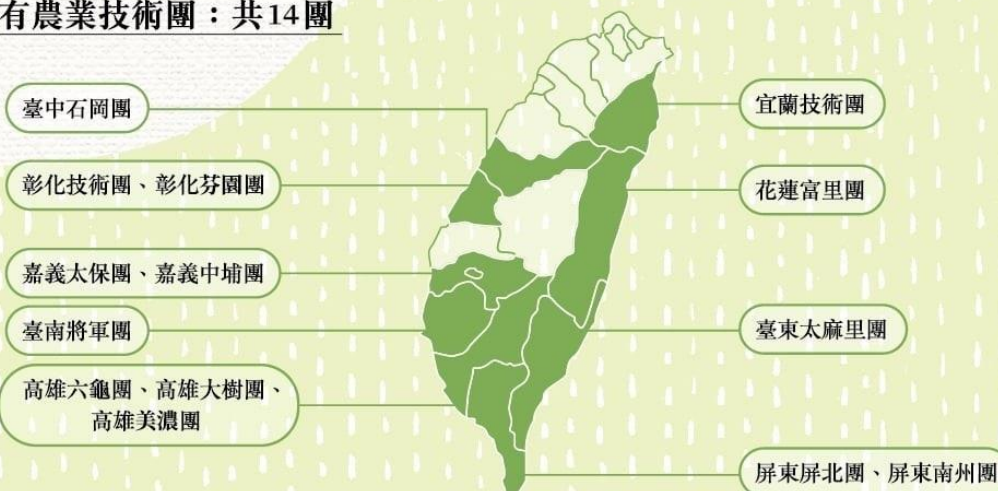 有農業技術團：共14團
臺中石岡團
彰化技術團、彰化芬園團
嘉義太保團、嘉義中埔團
臺南將軍團
高雄六龜團、高雄大樹團、
高雄美濃團
宜蘭技術團
花蓮富里團
臺東太麻里團
屏東屏北團、屏東南州團